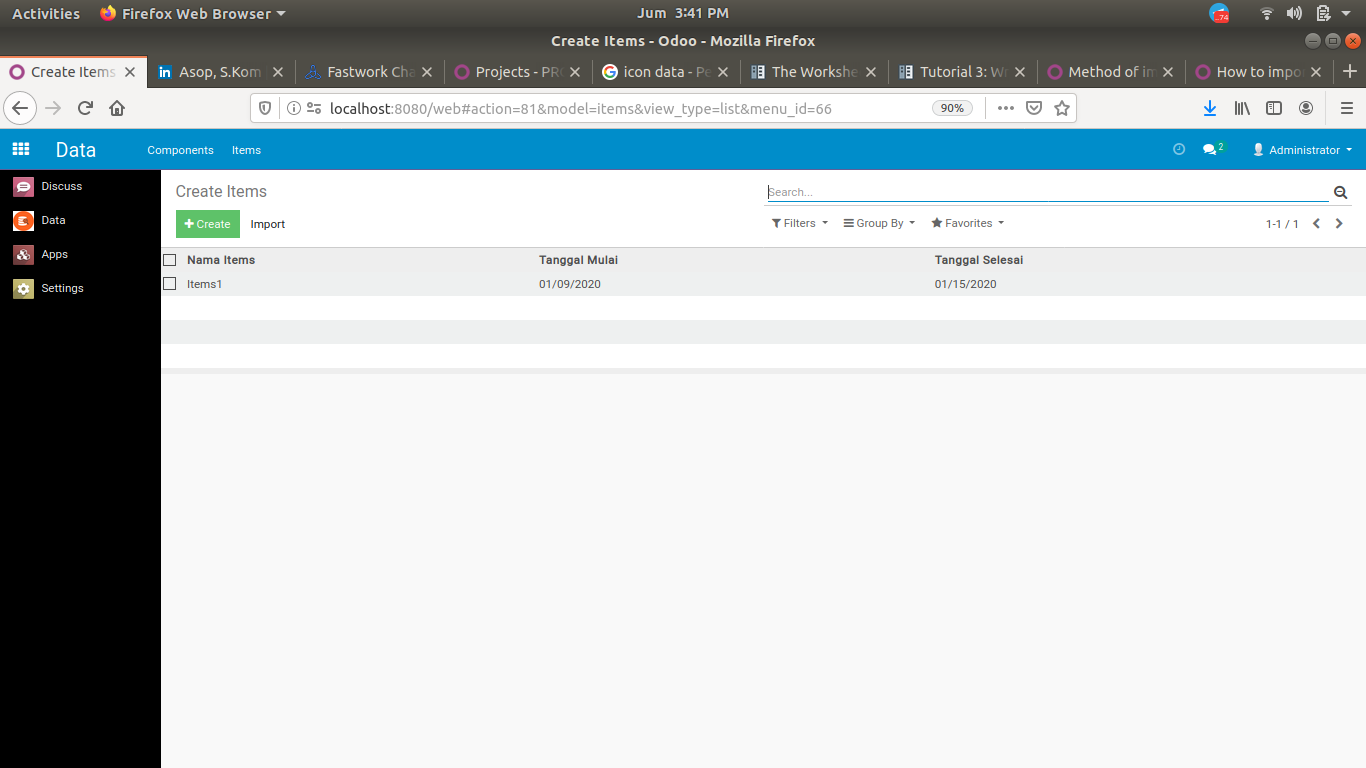 Activities Firefox Web Browser Jum 3:41 PM 74
Create Items - Odoo - Mozilla Firefox
Create Items Asop, S.Kom Fastwork Cha Projects - PR icon data - Pe The Workshe Tutorial 3: W Method of im How to impo
localhost:8080/web#action=81&model=items&view_type=list&menu_id=66 90%
Data Components Items 2 Administrator
Discuss
Data
Apps
Settings
Create Items Search...
Create Import Filters Group By Favorites 1-1 / 1
Nama Items Tanggal Mulai Tanggal Selesai
Items1 01/09/2020 01/15/2020